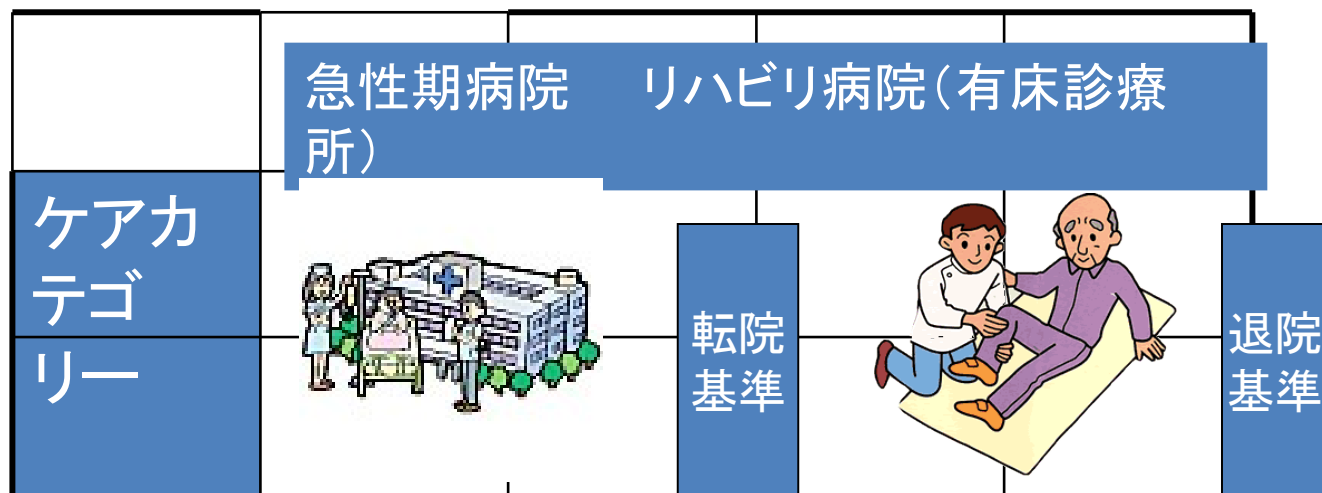 急性期病院　リハビリ病院（有床診療
所）
ケアカ
テゴ
リー
転院
基準
退院
基準